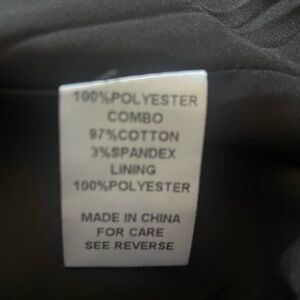 100%POLYESTER
COMBO
97%COTTON
3%SPANDEX
LINING
100%POLYESTER
MADE IN CHINA
FOR CARE
SEE REVERSE